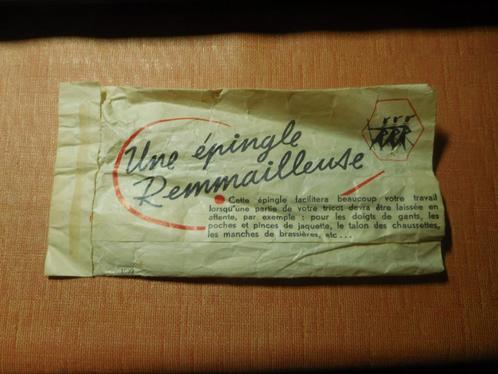 Une épingle
Remmailleuse
Cette épingle facilitera beaucoup votre travail
lorsqu'une partie de votre tricot devra être laissée en
attente, par exemple : pour les doigts de gants, les
poches et pinces de jaquette, le talon des chaussettes,
les manches de brassières, etc...